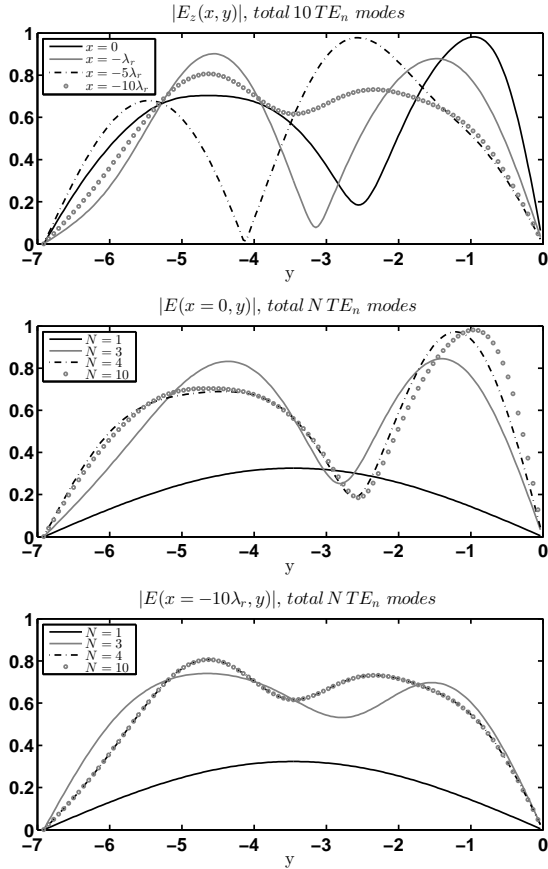 |E_z(x, y)|, total 10 TE_n modes
1
0.8
0.6
0.4
0.2
0
x = 0
x = −λ_r
x = −5λ_r
x = −10λ_r
−7 −6 −5 −4 −3 −2 −1 0
y
|E(x = 0, y)|, total N TE_n modes
1
0.8
0.6
0.4
0.2
0
N = 1
N = 3
N = 4
N = 10
−7 −6 −5 −4 −3 −2 −1 0
y
|E(x = −10λ_r, y)|, total N TE_n modes
1
0.8
0.6
0.4
0.2
0
N = 1
N = 3
N = 4
N = 10
−7 −6 −5 −4 −3 −2 −1 0
y